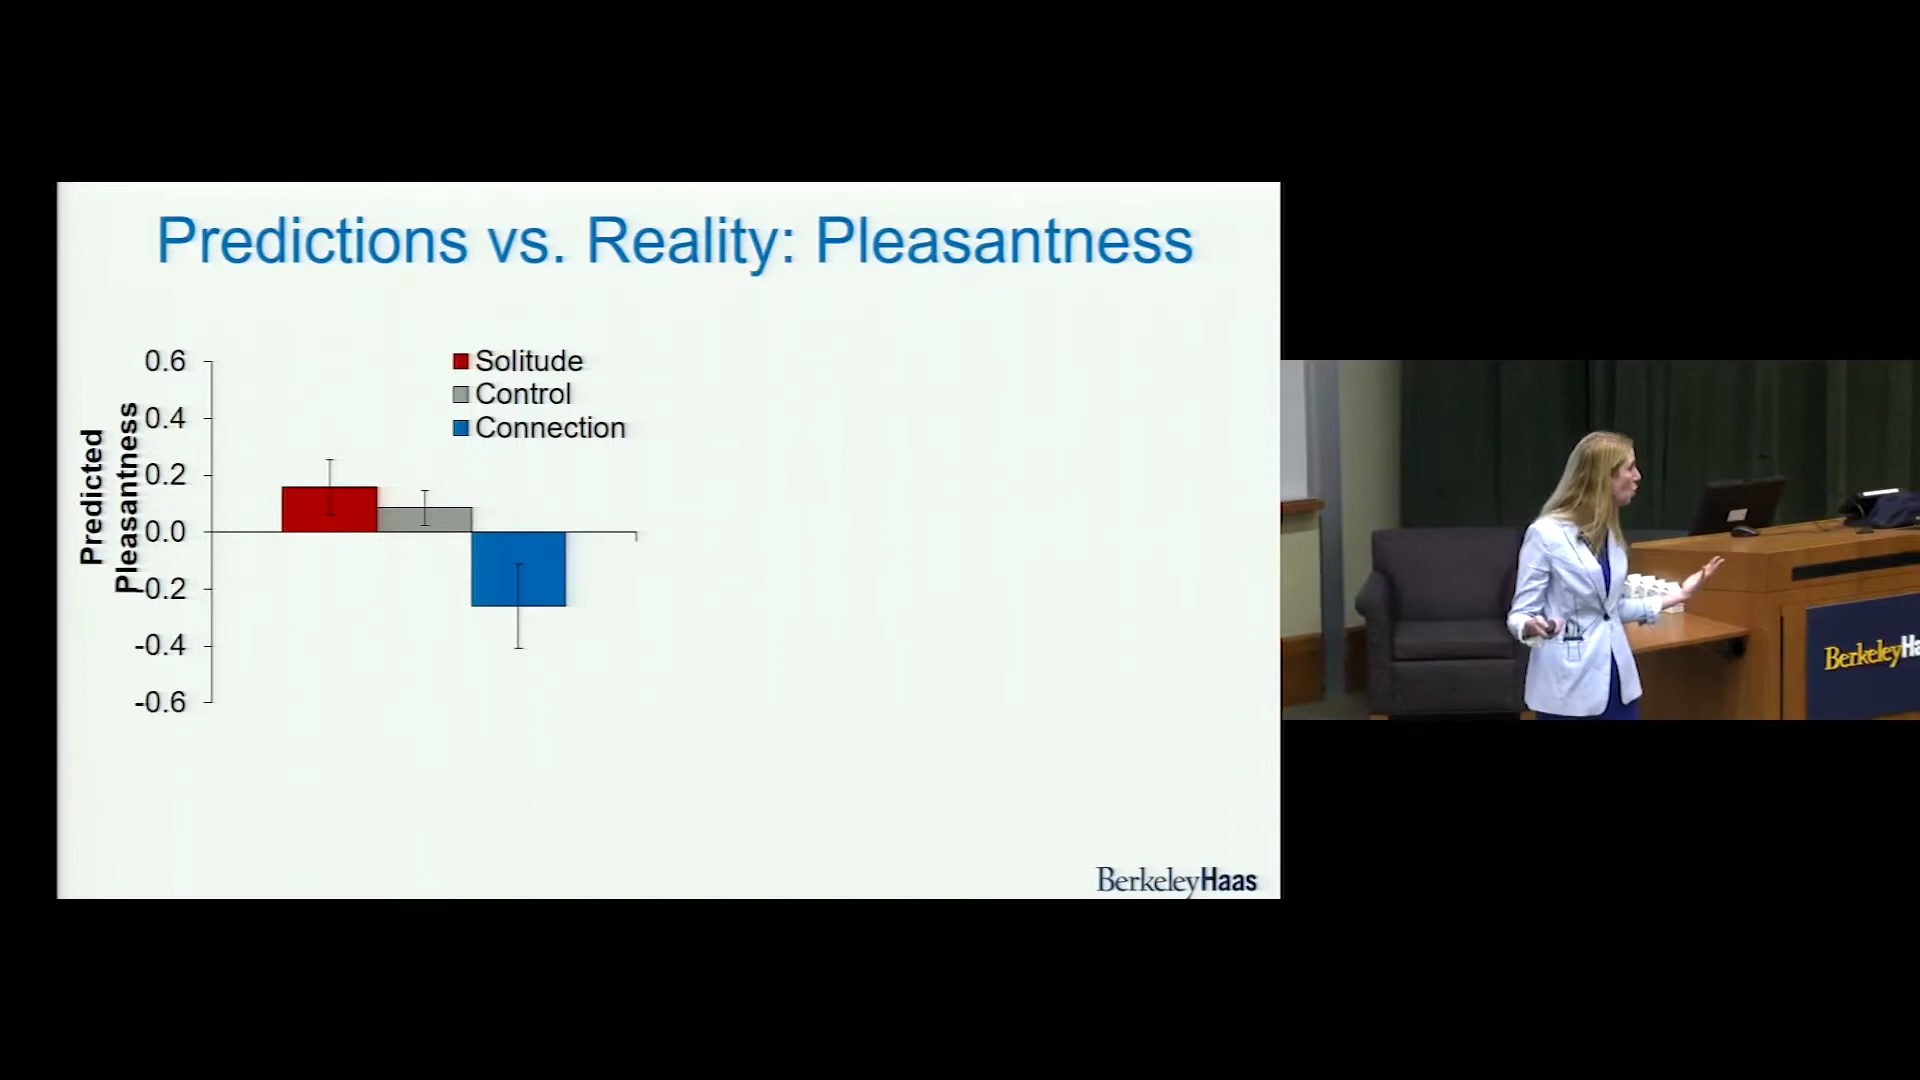 Predictions vs. Reality: Pleasantness
Predicted
Pleasantness
0.6
0.4
0.2
0.0
-0.2
-0.4
-0.6
Solitude
Control
Connection
BerkeleyHaas
BerkeleyHa